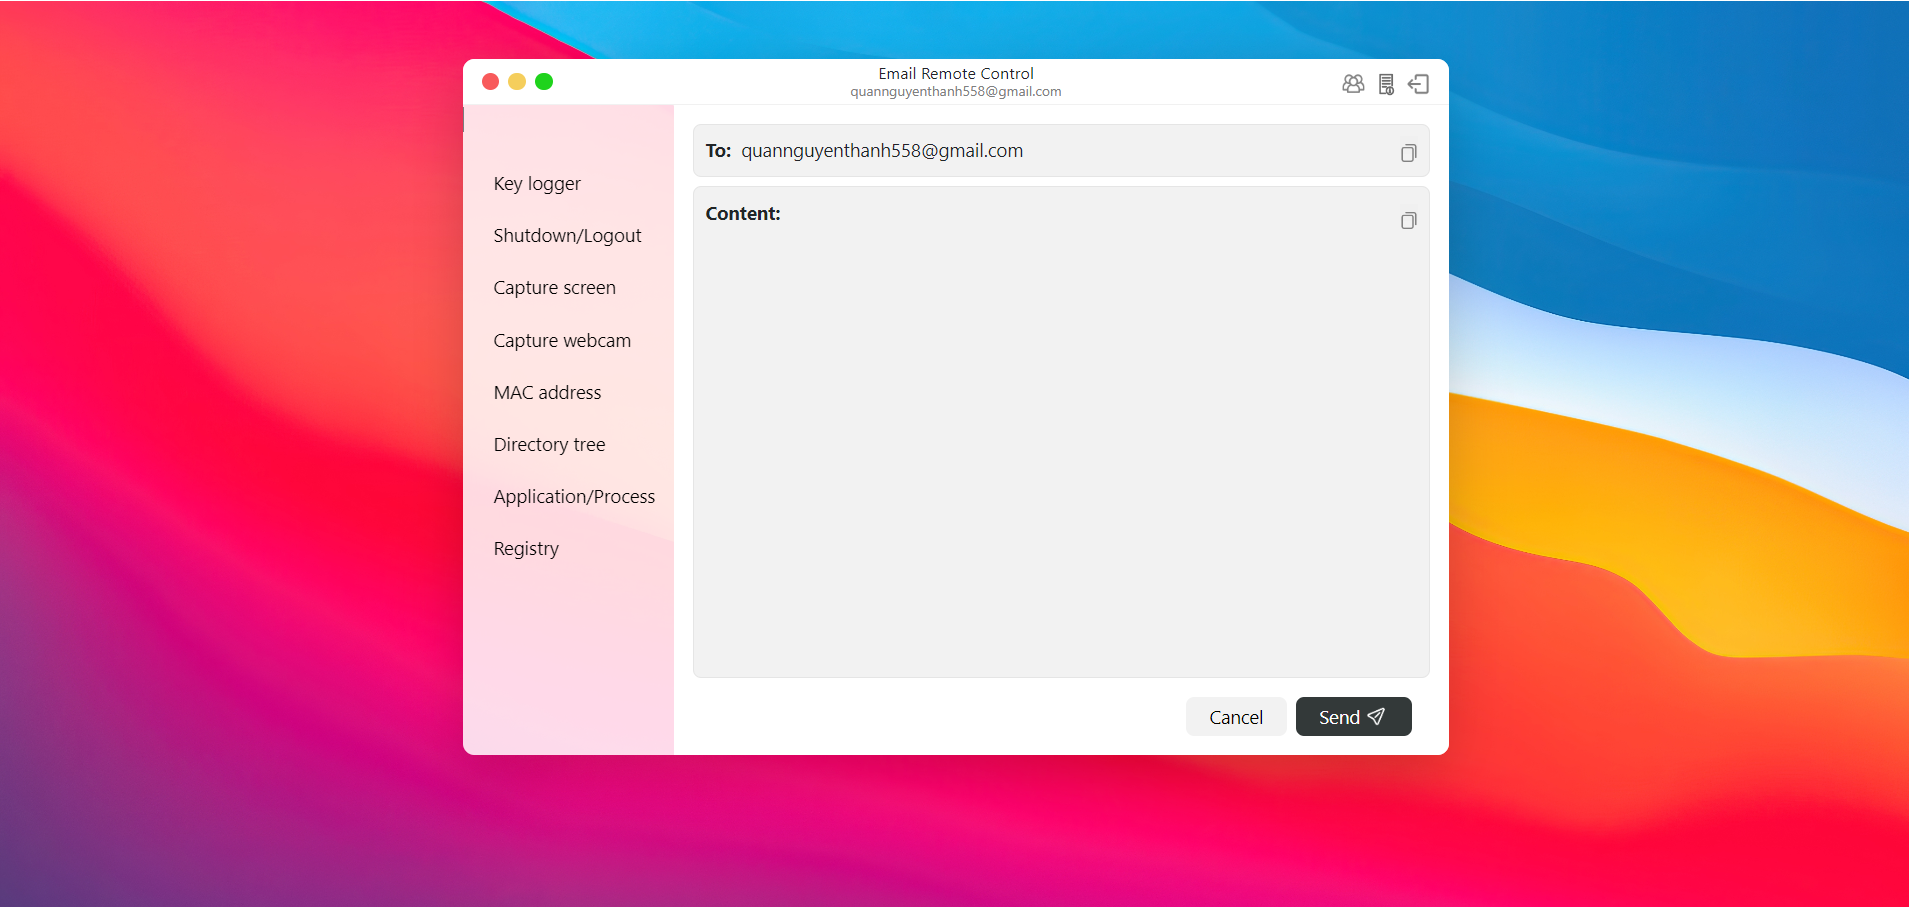 Email Remote Control
quannguyenthanh558@gmail.com
Key logger
Shutdown/Logout
Capture screen
Capture webcam
MAC address
Directory tree
Application/Process
Registry
To: quannguyenthanh558@gmail.com
Content:
Cancel
Send